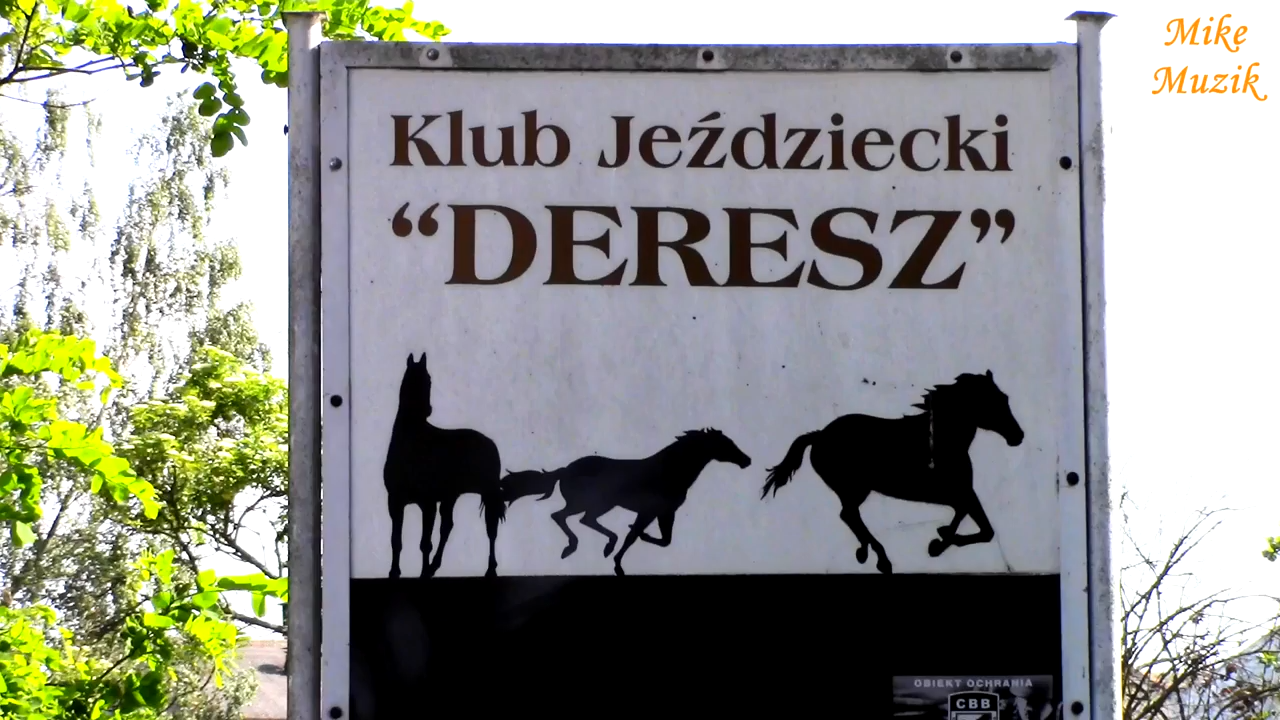 Mike
Muzik
Klub Jeździecki
“DERESZ”
OBIEKT OCHRANIA
CBB